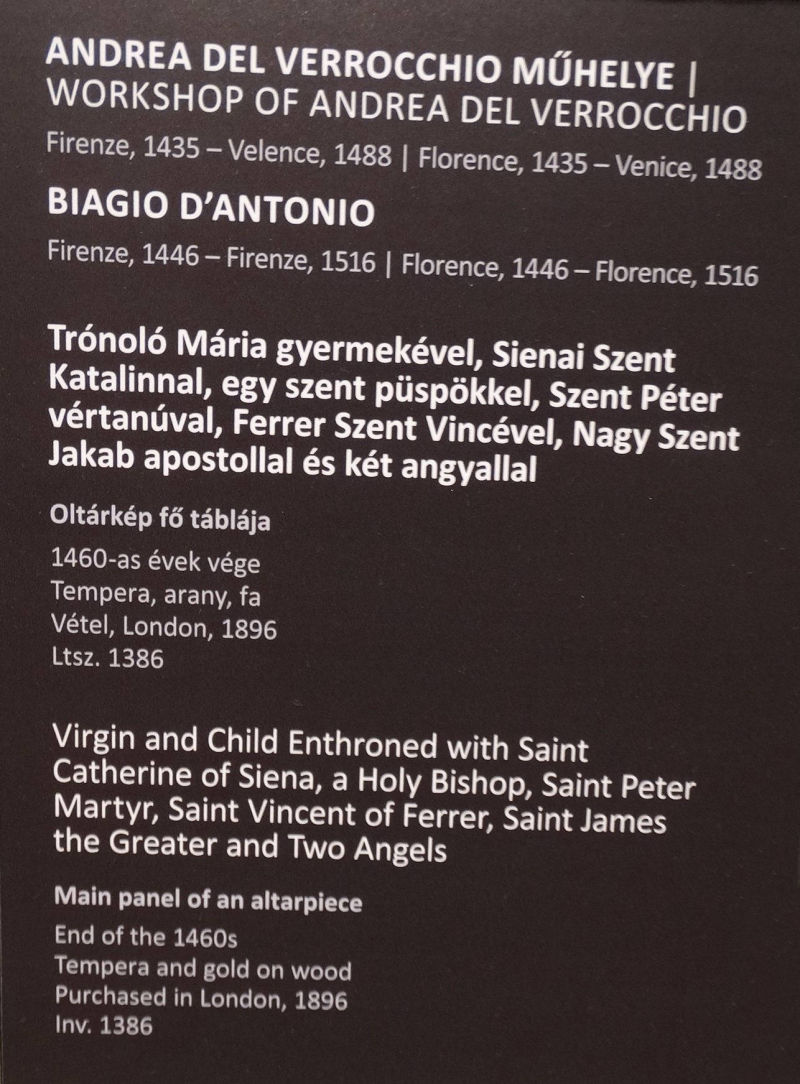 ANDREA DEL VERROCCHIO MŰHELYE |
WORKSHOP OF ANDREA DEL VERROCCHIO
Firenze, 1435 – Velence, 1488 | Florence, 1435 – Venice, 1488
BIAGIO D’ANTONIO
Firenze, 1446 – Firenze, 1516 | Florence, 1446 – Florence, 1516
Trónoló Mária gyermekével, Sienai Szent
Katalinnal, egy szent püspökkel, Szent Péter
vértanúval, Ferrer Szent Vincével, Nagy Szent
Jakab apostollal és két angyallal
Oltárkép fő táblája
1460-as évek vége
Tempera, arany, fa
Vétel, London, 1896
Ltsz. 1386
Virgin and Child Enthroned with Saint
Catherine of Siena, a Holy Bishop, Saint Peter
Martyr, Saint Vincent of Ferrer, Saint James
the Greater and Two Angels
Main panel of an altarpiece
End of the 1460s
Tempera and gold on wood
Purchased in London, 1896
Inv. 1386